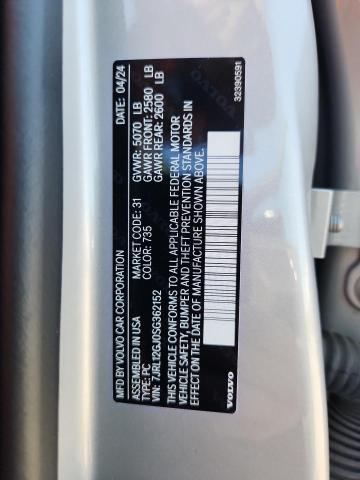 MFD BY VOLVO CAR CORPORATION DATE: 04/24
ASSEMBLED IN USA GVWR: 5070 LB
TYPE: PC MARKET CODE: 31 GAWR FRONT: 2580 LB
VIN: 7JRL12GJ0SG362152 COLOR: 735 GAWR REAR: 2600 LB
THIS VEHICLE CONFORMS TO ALL APPLICABLE FEDERAL MOTOR
VEHICLE SAFETY, BUMPER AND THEFT PREVENTION STANDARDS IN
EFFECT ON THE DATE OF MANUFACTURE SHOWN ABOVE.
VOLVO 32390591